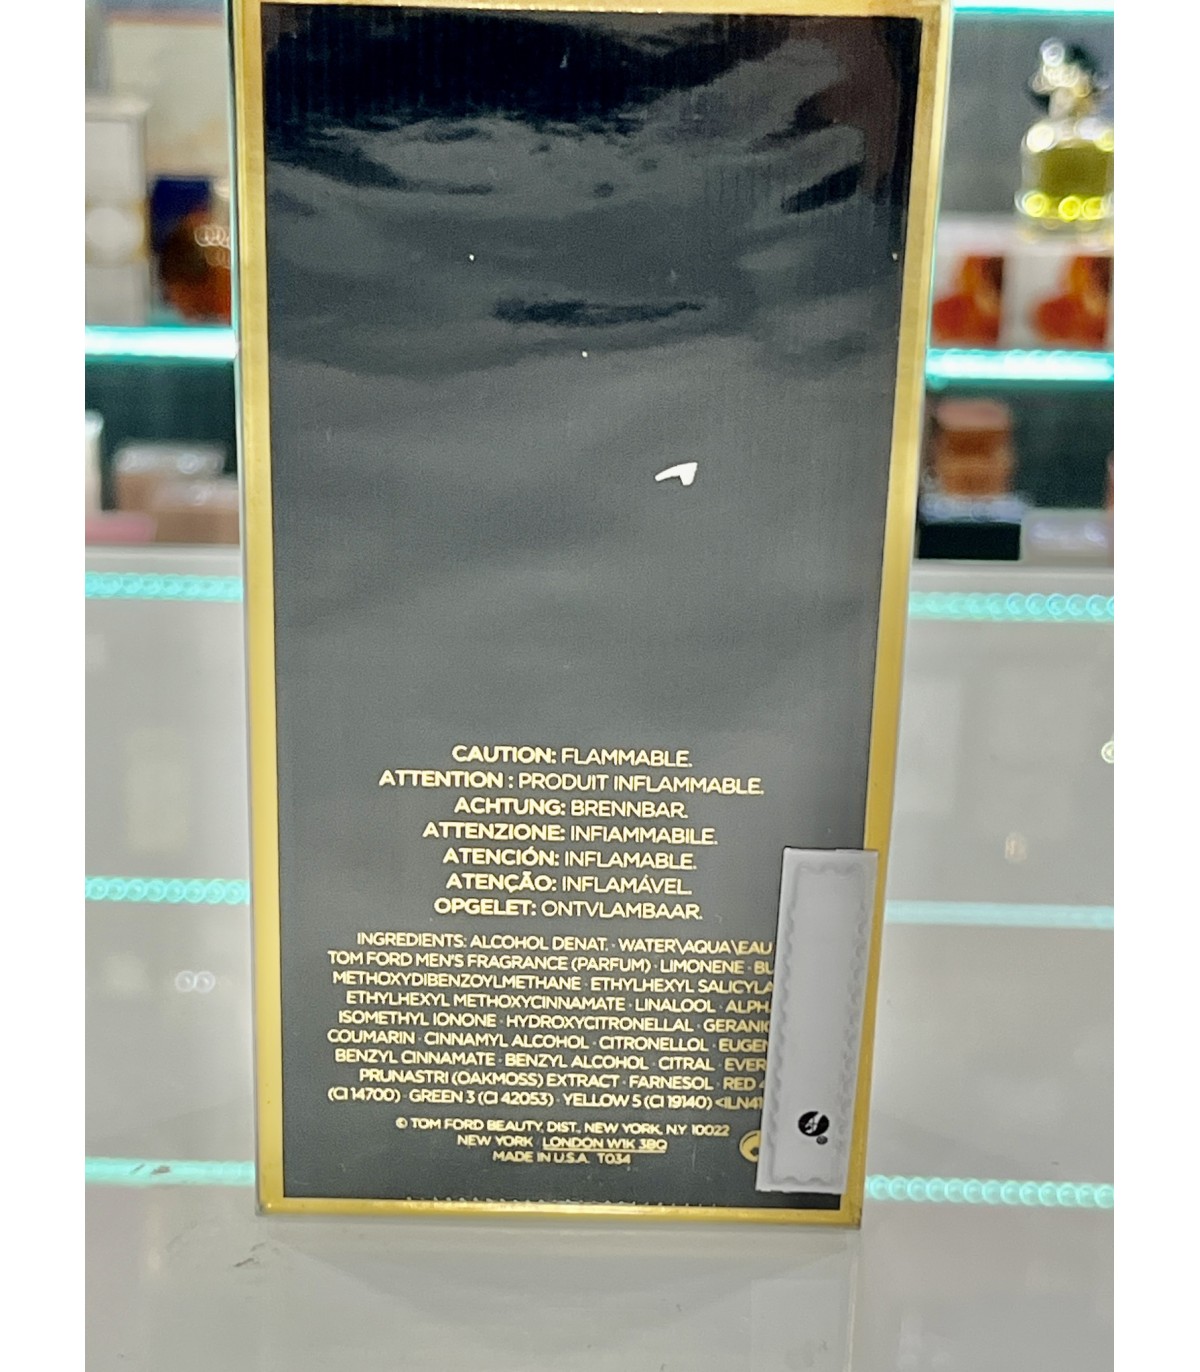 CAUTION: FLAMMABLE.
ATTENTION : PRODUIT INFLAMMABLE.
ACHTUNG: BRENNBAR.
ATTENZIONE: INFIAMMABILE.
ATENCIÓN: INFLAMABLE.
ATENÇÃO: INFLAMÁVEL.
OPGELET: ONTVLAMBAAR.
INGREDIENTS: ALCOHOL DENAT. · WATER\AQUA\EAU
TOM FORD MEN'S FRAGRANCE (PARFUM) · LIMONENE ·
METHOXYDIBENZOYLMETHANE · ETHYLHEXYL
ETHYLHEXYL METHOXYCINNAMATE · LINALOOL ·
ISOMETHYL IONONE · HYDROXYCITRONELLAL ·
COUMARIN · CINNAMYL ALCOHOL · CITRONELLOL ·
BENZYL CINNAMATE · BENZYL ALCOHOL · CITRAL ·
PRUNASTRI (OAKMOSS) EXTRACT · FARNESOL · RED
(CI 14700) · GREEN 3 (CI 42053) · YELLOW 5 (CI 19140)
© TOM FORD BEAUTY, DIST., NEW YORK, NY 10022
NEW YORK LONDON W1K 3BQ
MADE IN U.S.A. T034